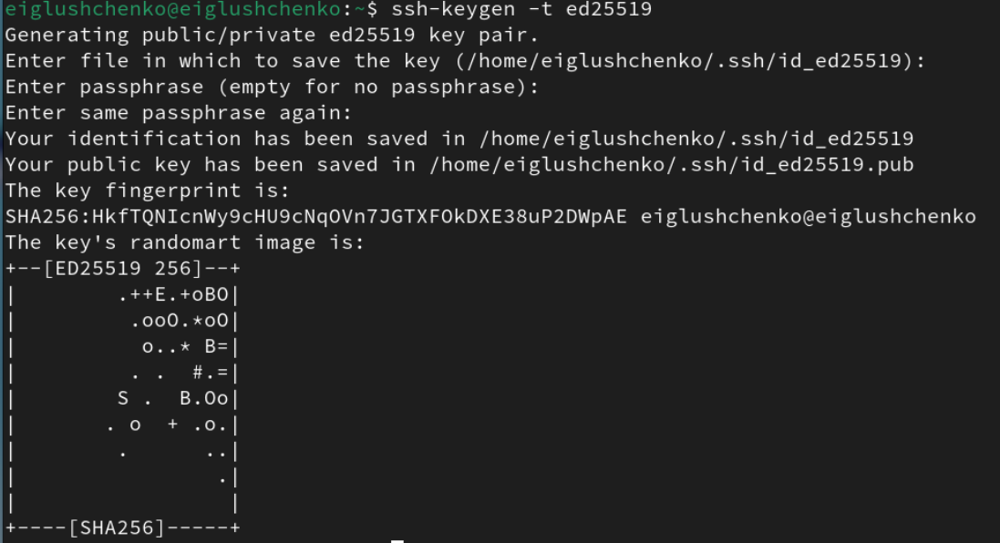 eiglushchenko@eiglushchenko:~$ ssh-keygen -t ed25519
Generating public/private ed25519 key pair.
Enter file in which to save the key (/home/eiglushchenko/.ssh/id_ed25519):
Enter passphrase (empty for no passphrase):
Enter same passphrase again:
Your identification has been saved in /home/eiglushchenko/.ssh/id_ed25519
Your public key has been saved in /home/eiglushchenko/.ssh/id_ed25519.pub
The key fingerprint is:
SHA256:HkfTQNIcnWy9cHU9cNqOVn7JGTXFOkDXE38uP2DWpAE eiglushchenko@eiglushchenko
The key's randomart image is:
+--[ED25519 256]--+
|        .++E.+oBO|
|         .ooO.*oO|
|          o..* B=|
|         . .  #.=|
|        S .  B.Oo|
|       . o  + .o.|
|        .      ..|
|                .|
|                 |
+----[SHA256]-----+